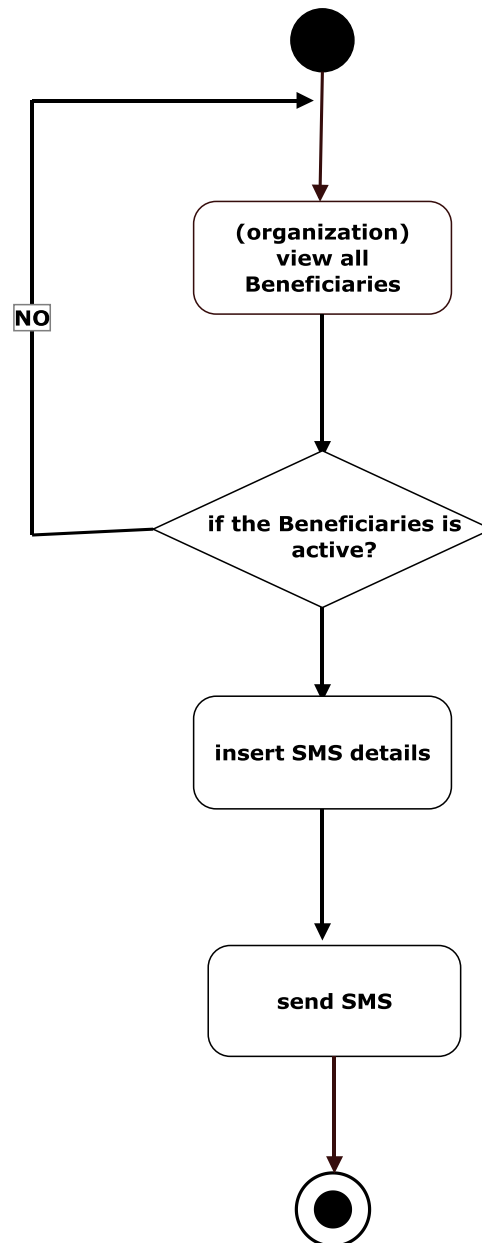 (organization)
view all
Beneficiaries
NO
if the Beneficiaries is
active?
insert SMS details
send SMS